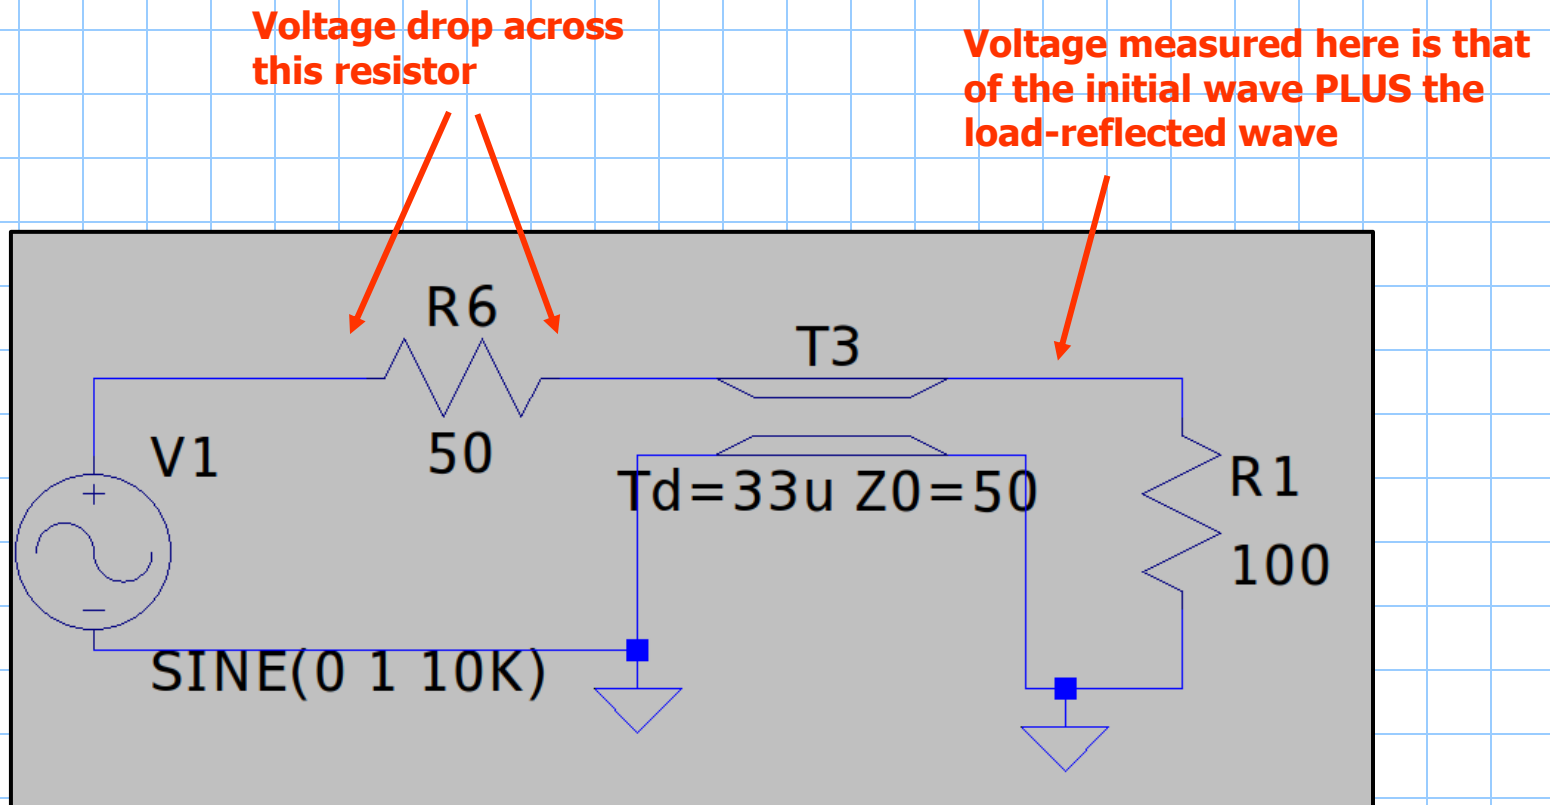 Voltage drop across
this resistor
Voltage measured here is that
of the initial wave PLUS the
load-reflected wave
R6
T3
50
V1
+
Td=33u Z0=50
R1
100
SINE(0 1 10K)